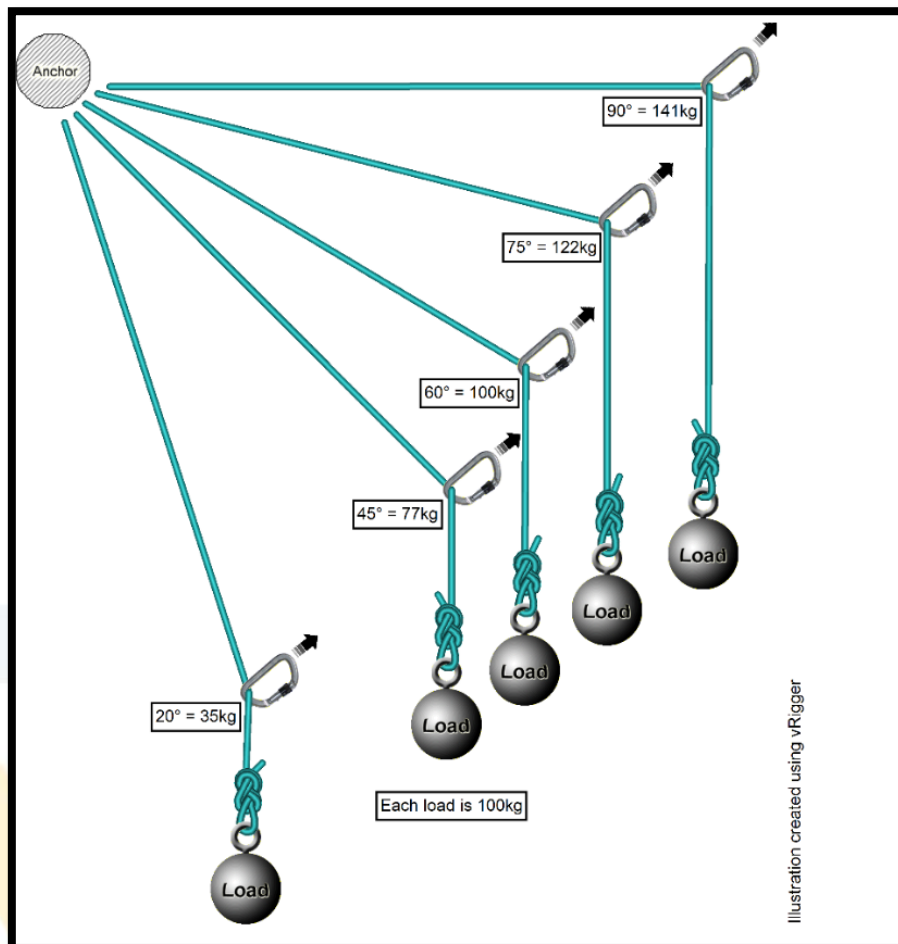 Anchor
90° = 141kg
75° = 122kg
60° = 100kg
45° = 77kg
20° = 35kg
Load
Load
Load
Load
Load
Each load is 100kg
Illustration created using vRigger